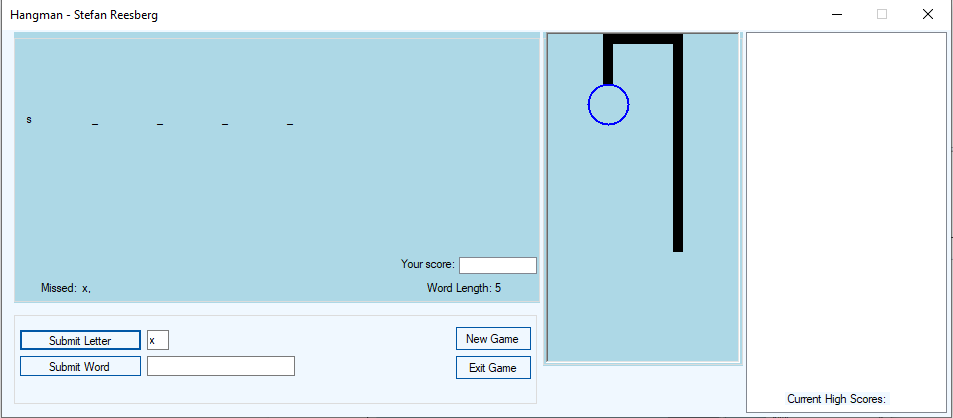 Hangman - Stefan Reesberg
s _ _ _ _
Your score:
Missed: x,
Word Length: 5
Submit Letter
x
New Game
Submit Word
Exit Game
Current High Scores: